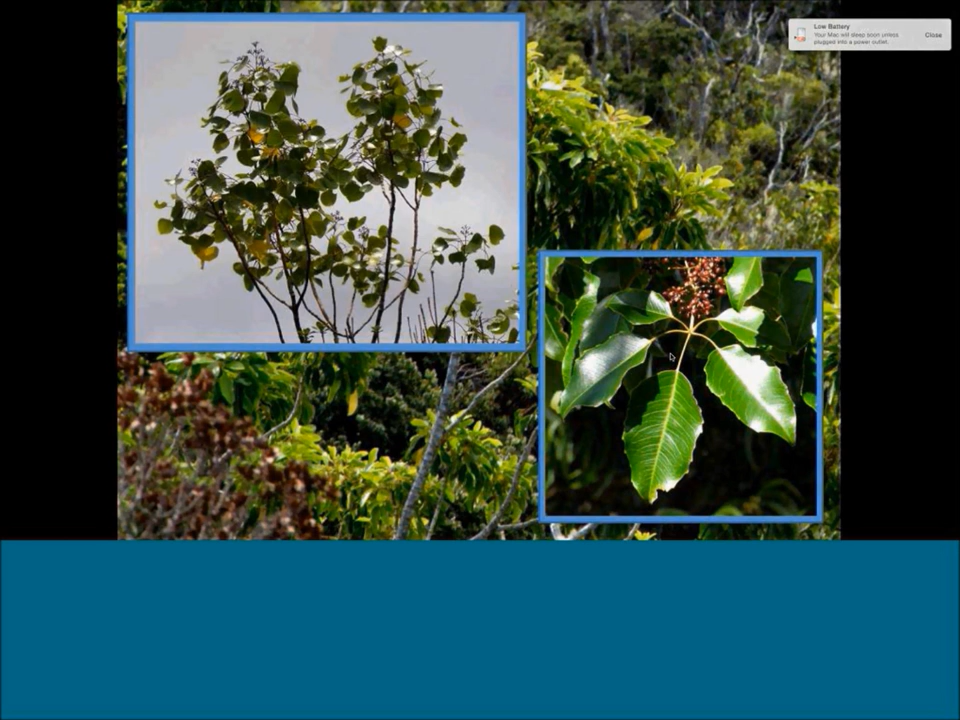 Low Battery
Your Mac will sleep soon unless
plugged into a power outlet.
Close